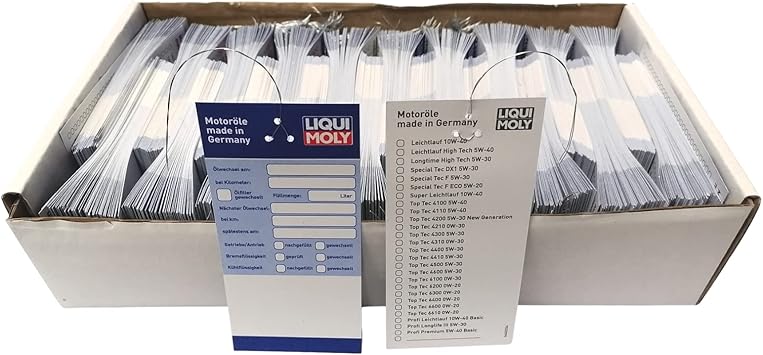 Motoröle
made in
Germany
LIQUI
MOLY
Ölwechsel am:
bei Kilometer:
Ölfilter
gewechselt
Füllmenge:
Liter
Nächster Ölwechsel
bei km:
spätestens am:
Getriebe/Antrieb
nachgefüllt
gewechselt
Bremsflüssigkeit
geprüft
gewechselt
Kühlflüssigkeit
nachgefüllt
gewechselt
Motoröle
made in Germany
LIQUI
MOLY
Leichtlauf 10W-40
Leichtlauf High Tech 5W-40
Longtime High Tech 5W-30
Special Tec DX1 5W-30
Special Tec F 5W-30
Special Tec F ECO 5W-20
Super Leichtlauf 10W-40
Top Tec 4100 5W-40
Top Tec 4110 5W-40
Top Tec 4200 5W-30 New Generation
Top Tec 4210 0W-30
Top Tec 4300 5W-30
Top Tec 4310 0W-30
Top Tec 4400 5W-30
Top Tec 4410 5W-30
Top Tec 4500 5W-30
Top Tec 4600 5W-30
Top Tec 6100 0W-30
Top Tec 6200 0W-20
Top Tec 6300 0W-20
Top Tec 6400 0W-20
Top Tec 6600 0W-20
Top Tec 6610 0W-20
Profi Leichtlauf 10W-40 Basic
Profi Longlife III 5W-30
Profi Premium 5W-40 Basic